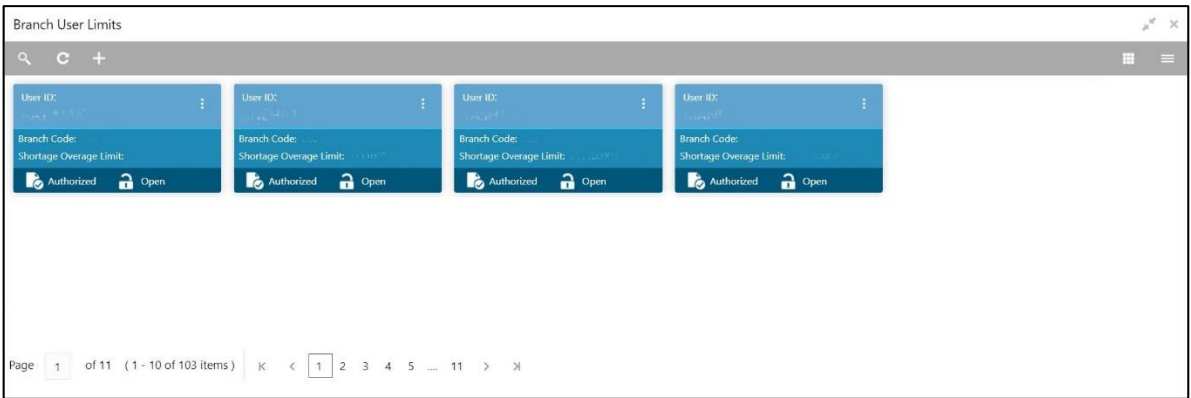 Branch User Limits
User ID: User ID: User ID: User ID:
Branch Code: Branch Code: Branch Code: Branch Code:
Shortage Overage Limit: Shortage Overage Limit: Shortage Overage Limit: Shortage Overage Limit:
Authorized Open Authorized Open Authorized Open Authorized Open
Page 1 of 11 ( 1 - 10 of 103 items ) 1 2 3 4 5 ... 11